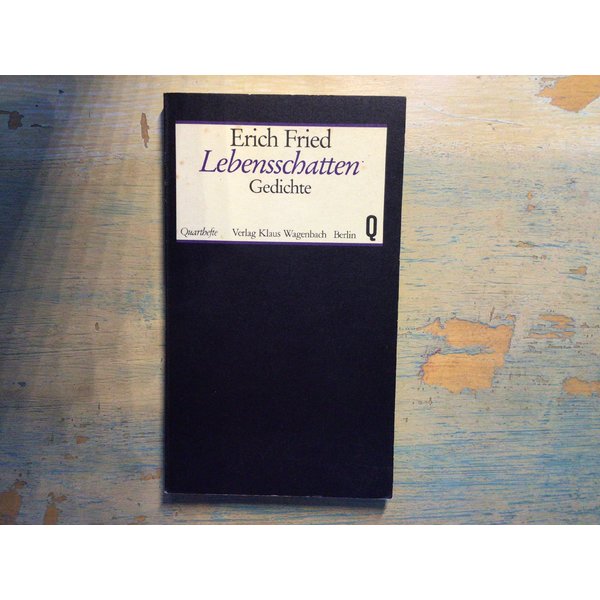 Erich Fried
Lebensschatten
Gedichte
Quarthefte Verlag Klaus Wagenbach Berlin Q